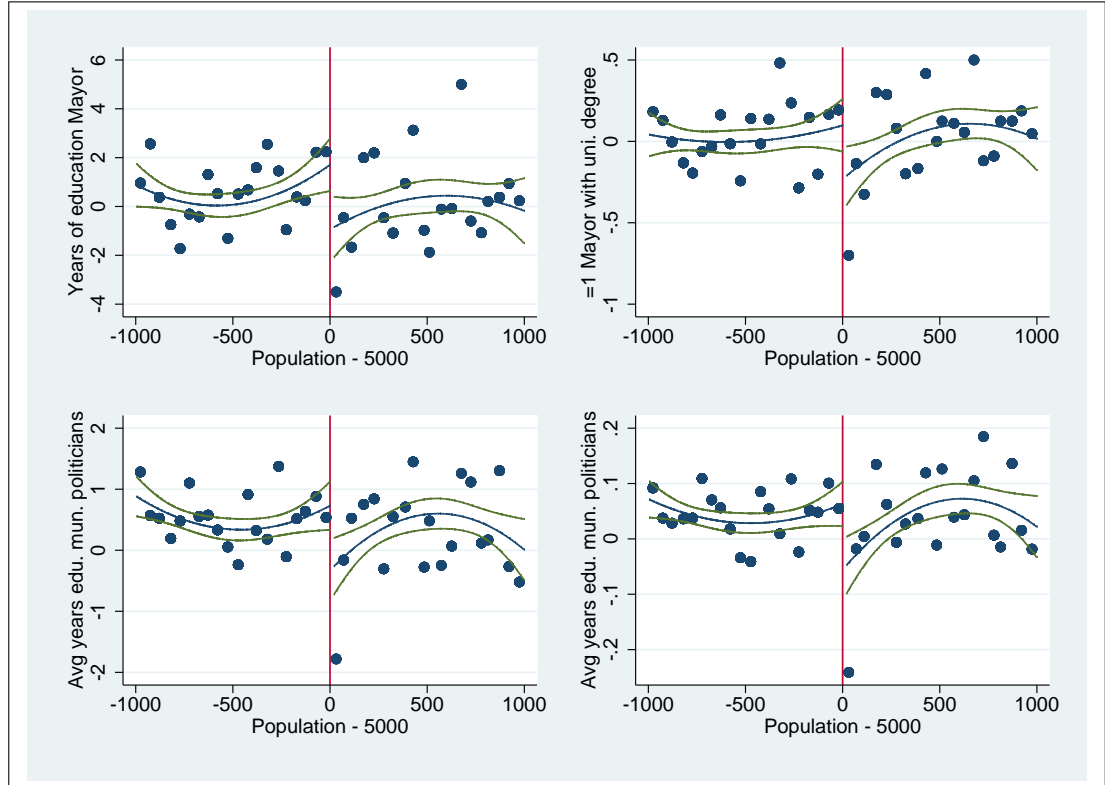 Years of education Mayor
6
4
2
0
-2
-4
-1000 -500 0 500 1000
Population - 5000
=1 Mayor with uni. degree
.5
0
-.5
-1
-1000 -500 0 500 1000
Population - 5000
Avg years edu. mun. politicians
2
1
0
-1
-2
-1000 -500 0 500 1000
Population - 5000
Avg years edu. mun. politicians
.2
.1
0
-.1
-.2
-1000 -500 0 500 1000
Population - 5000